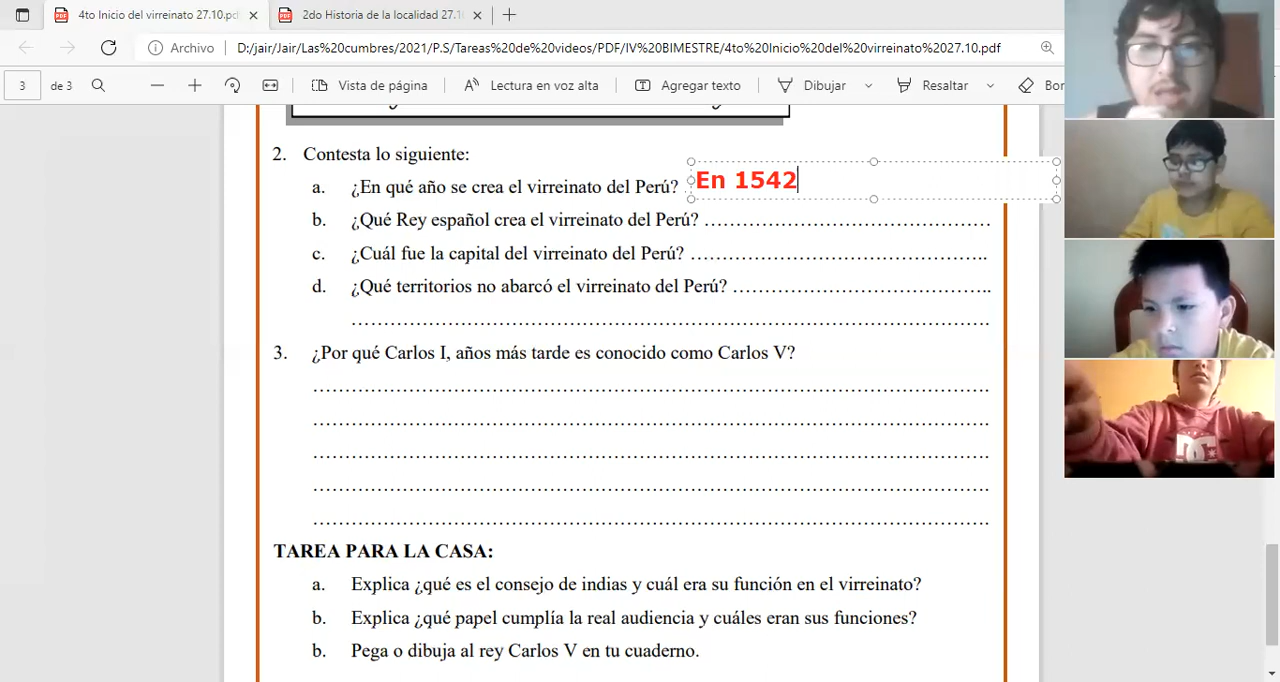 4to Inicio del virreinato 27.10.pdf
2do Historia de la localidad 27.1
Archivo
D:/jair/Jair/Las%20cumbres/2021/P.S/Tareas%20de%20videos/PDF/IV%20BIMESTRE/4to%20Inicio%20del%20virreinato%2027.10.pdf
3 de 3
Vista de página
Lectura en voz alta
Agregar texto
Dibujar
Resaltar
Bor
2. Contesta lo siguiente:
a. ¿En qué año se crea el virreinato del Perú? En 1542
b. ¿Qué Rey español crea el virreinato del Perú? ……………………………………
c. ¿Cuál fue la capital del virreinato del Perú? ……………………………………..
d. ¿Qué territorios no abarcó el virreinato del Perú? …………………………………..
……………………………………………………………………………………….
3. ¿Por qué Carlos I, años más tarde es conocido como Carlos V?
…………………………………………………………………………………………….
…………………………………………………………………………………………….
…………………………………………………………………………………………….
…………………………………………………………………………………………….
…………………………………………………………………………………………….
TAREA PARA LA CASA:
a. Explica ¿qué es el consejo de indias y cuál era su función en el virreinato?
b. Explica ¿qué papel cumplía la real audiencia y cuáles eran sus funciones?
b. Pega o dibuja al rey Carlos V en tu cuaderno.